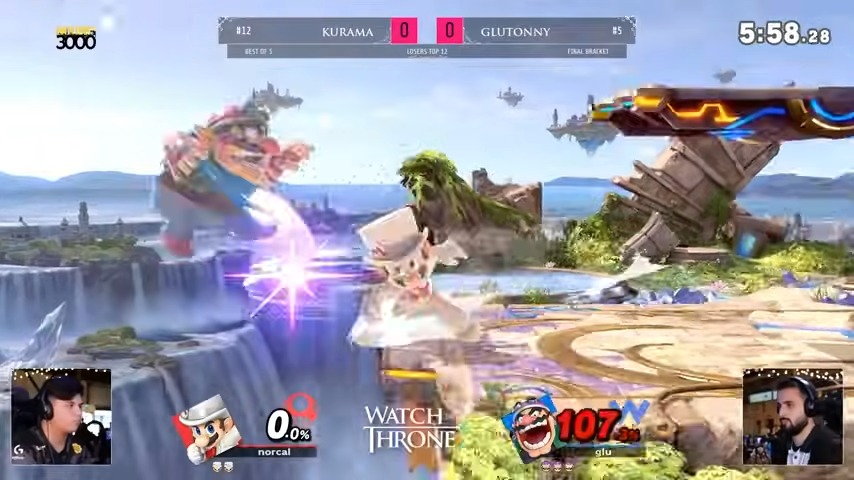 3000
#12 KURAMA 0 0 GLUTONNY #5
BEST OF 5 LOSERS TOP 12 FINAL BRACKET
5:58.28
0.0%
norcal
WATCH
THRONE
107
glu